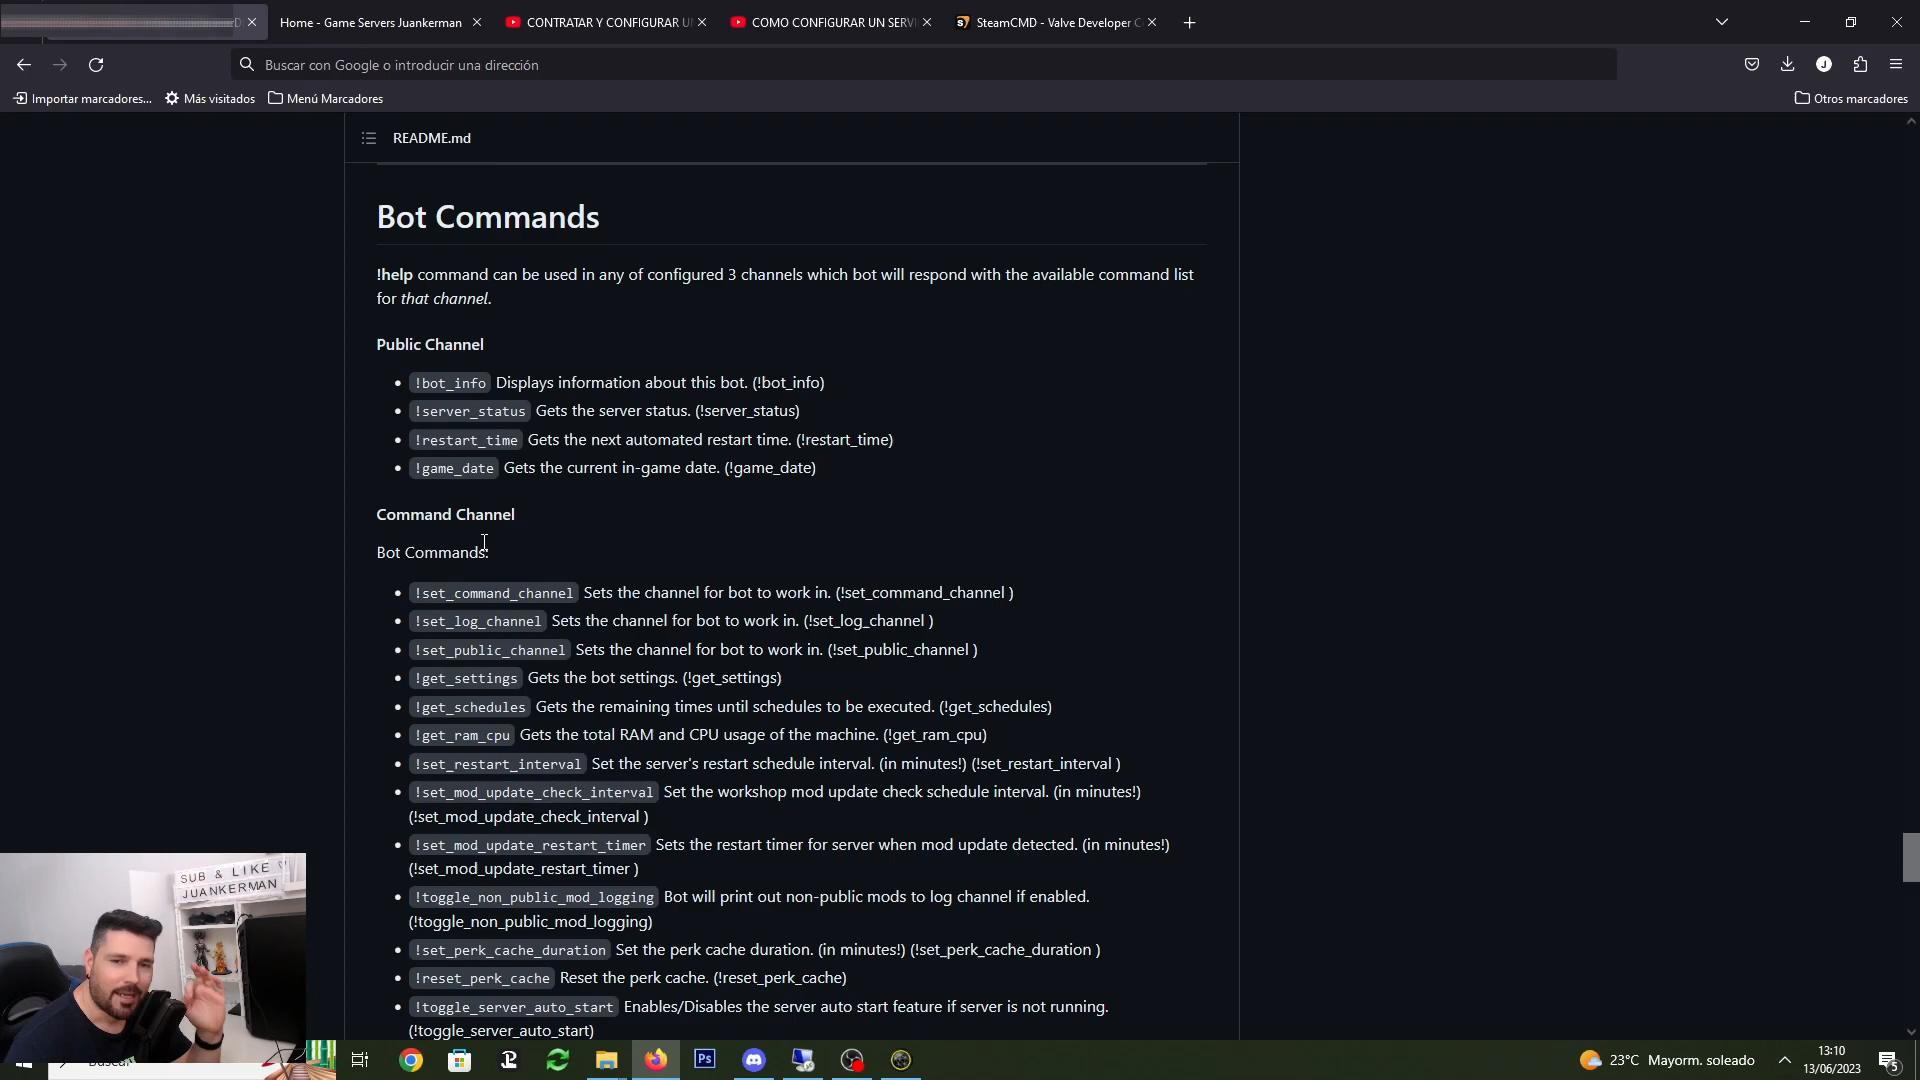 Home - Game Servers Juankerman
CONTRATAR Y CONFIGURAR U
COMO CONFIGURAR UN SERV
SteamCMD - Valve Developer C
Buscar con Google o introducir una dirección
J
Importar marcadores...
Más visitados
Menú Marcadores
Otros marcadores
README.md
Bot Commands
!help command can be used in any of configured 3 channels which bot will respond with the available command list
for that channel.
Public Channel
!bot_info Displays information about this bot. (!bot_info)
!server_status Gets the server status. (!server_status)
!restart_time Gets the next automated restart time. (!restart_time)
!game_date Gets the current in-game date. (!game_date)
Command Channel
Bot Commands:
!set_command_channel Sets the channel for bot to work in. (!set_command_channel )
!set_log_channel Sets the channel for bot to work in. (!set_log_channel )
!set_public_channel Sets the channel for bot to work in. (!set_public_channel )
!get_settings Gets the bot settings. (!get_settings)
!get_schedules Gets the remaining times until schedules to be executed. (!get_schedules)
!get_ram_cpu Gets the total RAM and CPU usage of the machine. (!get_ram_cpu)
!set_restart_interval Set the server's restart schedule interval. (in minutes!) (!set_restart_interval )
!set_mod_update_check_interval Set the workshop mod update check schedule interval. (in minutes!)
(!set_mod_update_check_interval )
!set_mod_update_restart_timer Sets the restart timer for server when mod update detected. (in minutes!)
(!set_mod_update_restart_timer )
!toggle_non_public_mod_logging Bot will print out non-public mods to log channel if enabled.
(!toggle_non_public_mod_logging)
!set_perk_cache_duration Set the perk cache duration. (in minutes!) (!set_perk_cache_duration )
!reset_perk_cache Reset the perk cache. (!reset_perk_cache)
!toggle_server_auto_start Enables/Disables the server auto start feature if server is not running.
(!toggle_server_auto_start)
SUB & LIKE
JUANKERMAN
Ps
23°C Mayorm. soleado
13:10
13/06/2023
5